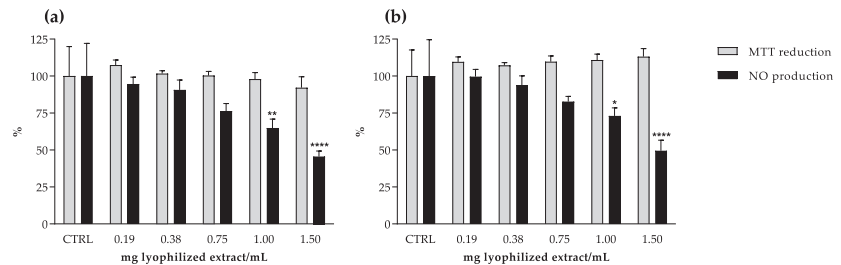 (a)
125
100
75
50
25
0
%
**
****
CTRL 0.19 0.38 0.75 1.00 1.50
mg lyophilized extract/mL
(b)
125
100
75
50
25
0
%
*
****
CTRL 0.19 0.38 0.75 1.00 1.50
mg lyophilized extract/mL
MTT reduction
NO production